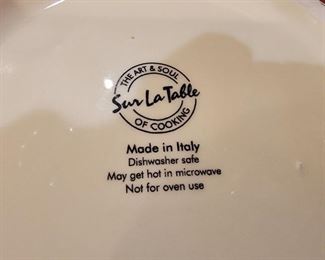 THE ART & SOUL
Sur La Table
OF COOKING
Made in Italy
Dishwasher safe
May get hot in microwave
Not for oven use